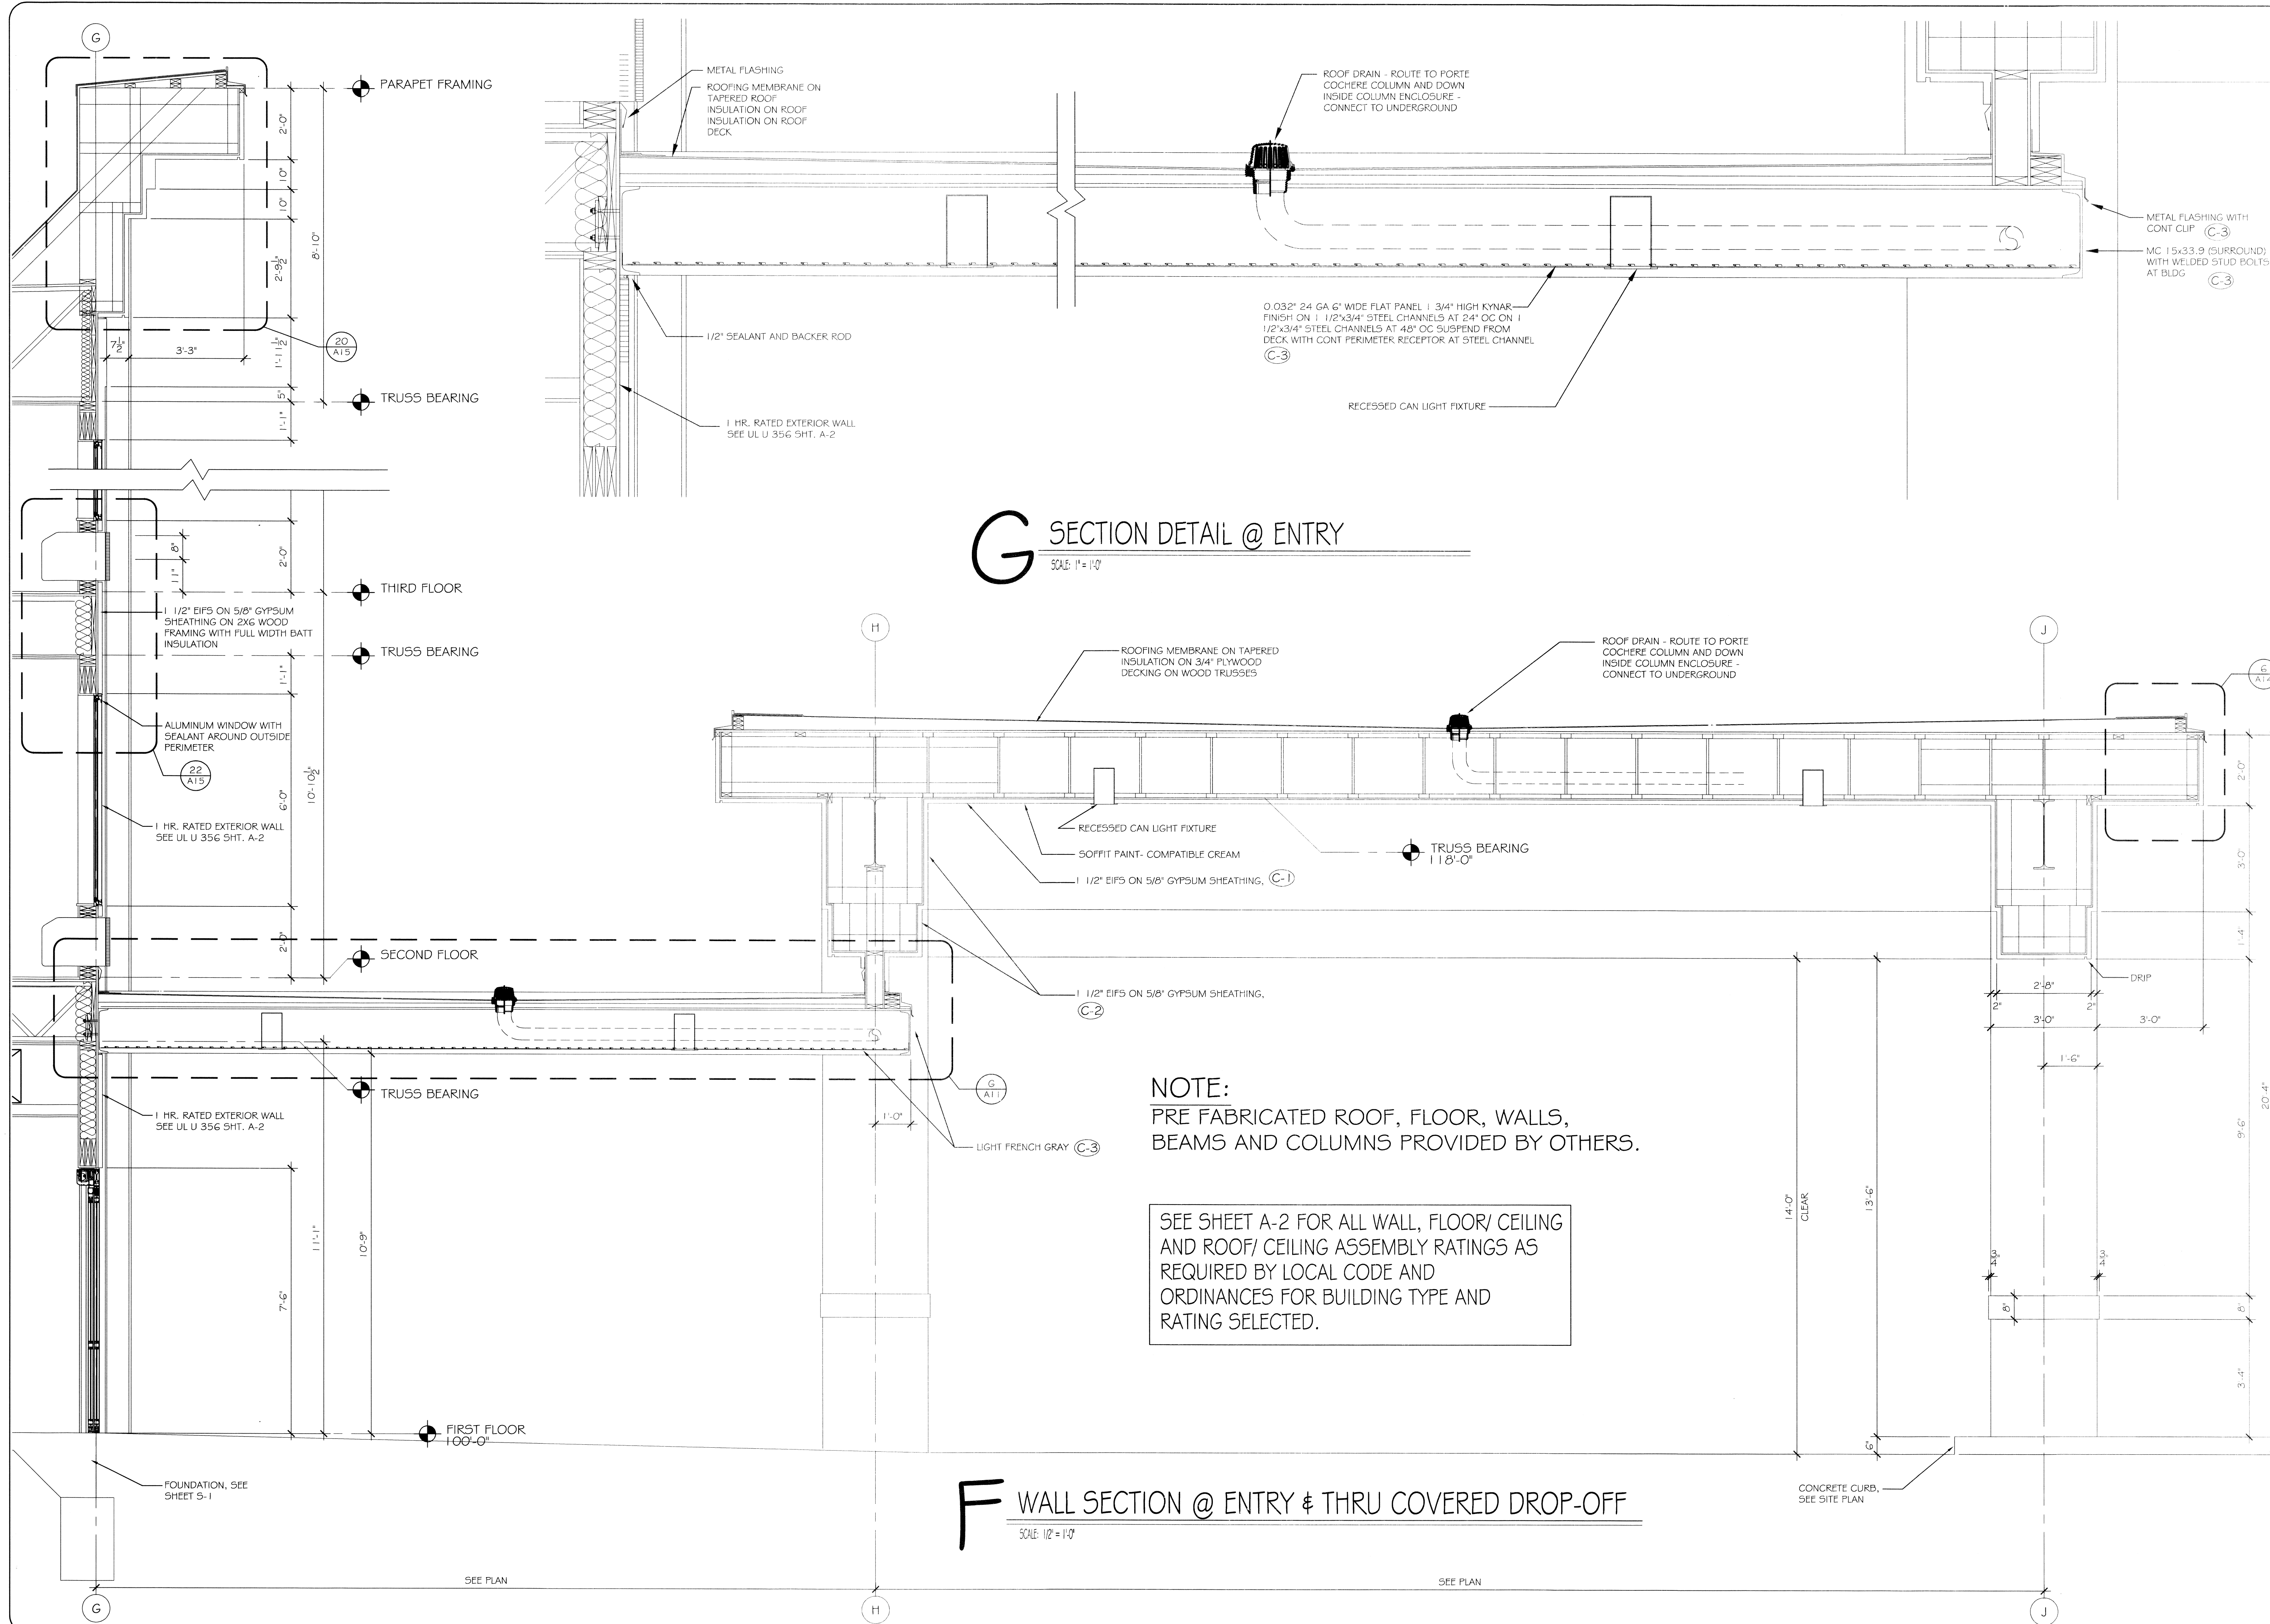 G
PARAPET FRAMING
2'-0"
10"
10"
2'-9 1/2"
8'-10"
7 1/2"
3'-3"
1'-11 1/2"
20
A15
5"
TRUSS BEARING
1'-1"
8"
11"
2'-0"
THIRD FLOOR
1 1/2" EIFS ON 5/8" GYPSUM
SHEATHING ON 2X6 WOOD
FRAMING WITH FULL WIDTH BATT
INSULATION
TRUSS BEARING
1'-1"
ALUMINUM WINDOW WITH
SEALANT AROUND OUTSIDE
PERIMETER
22
A15
6'-0"
10'-10 1/2"
1 HR. RATED EXTERIOR WALL
SEE UL U 356 SHT. A-2
2'-0"
SECOND FLOOR
TRUSS BEARING
1 HR. RATED EXTERIOR WALL
SEE UL U 356 SHT. A-2
7'-6"
11'-1"
10'-9"
FIRST FLOOR
100'-0"
FOUNDATION, SEE
SHEET S-1
METAL FLASHING
ROOFING MEMBRANE ON
TAPERED ROOF
INSULATION ON ROOF
INSULATION ON ROOF
DECK
ROOF DRAIN - ROUTE TO PORTE
COCHERE COLUMN AND DOWN
INSIDE COLUMN ENCLOSURE -
CONNECT TO UNDERGROUND
METAL FLASHING WITH
CONT CLIP C-3
MC 15x33.9 (SURROUND)
WITH WELDED STUD BOLTS
AT BLDG
C-3
0.032" 24 GA 6" WIDE FLAT PANEL 1 3/4" HIGH KYNAR
FINISH ON 1 1/2"x3/4" STEEL CHANNELS AT 24" OC ON 1
1/2"x3/4" STEEL CHANNELS AT 48" OC SUSPEND FROM
DECK WITH CONT PERIMETER RECEPTOR AT STEEL CHANNEL
C-3
1/2" SEALANT AND BACKER ROD
RECESSED CAN LIGHT FIXTURE
1 HR. RATED EXTERIOR WALL
SEE UL U 356 SHT. A-2
G SECTION DETAIL @ ENTRY
SCALE: 1" = 1'-0"
H
J
ROOFING MEMBRANE ON TAPERED
INSULATION ON 3/4" PLYWOOD
DECKING ON WOOD TRUSSES
ROOF DRAIN - ROUTE TO PORTE
COCHERE COLUMN AND DOWN
INSIDE COLUMN ENCLOSURE -
CONNECT TO UNDERGROUND
6
RECESSED CAN LIGHT FIXTURE
SOFFIT PAINT- COMPATIBLE CREAM
1 1/2" EIFS ON 5/8" GYPSUM SHEATHING, C-1
TRUSS BEARING
118'-0"
1 1/2" EIFS ON 5/8" GYPSUM SHEATHING,
C-2
G
A11
1'-0"
LIGHT FRENCH GRAY C-3
2'-0"
3'-0"
1'-4"
DRIP
2'-8"
2"
2"
3'-0"
3'-0"
1'-6"
20'-4"
9'-6"
14'-0"
CLEAR
13'-6"
3/4"
3/4"
8"
8"
3'-4"
6"
NOTE:
PRE FABRICATED ROOF, FLOOR, WALLS,
BEAMS AND COLUMNS PROVIDED BY OTHERS.
SEE SHEET A-2 FOR ALL WALL, FLOOR/ CEILING
AND ROOF/ CEILING ASSEMBLY RATINGS AS
REQUIRED BY LOCAL CODE AND
ORDINANCES FOR BUILDING TYPE AND
RATING SELECTED.
CONCRETE CURB,
SEE SITE PLAN
F WALL SECTION @ ENTRY & THRU COVERED DROP-OFF
SCALE: 1/2" = 1'-0"
SEE PLAN
SEE PLAN
G
H
J